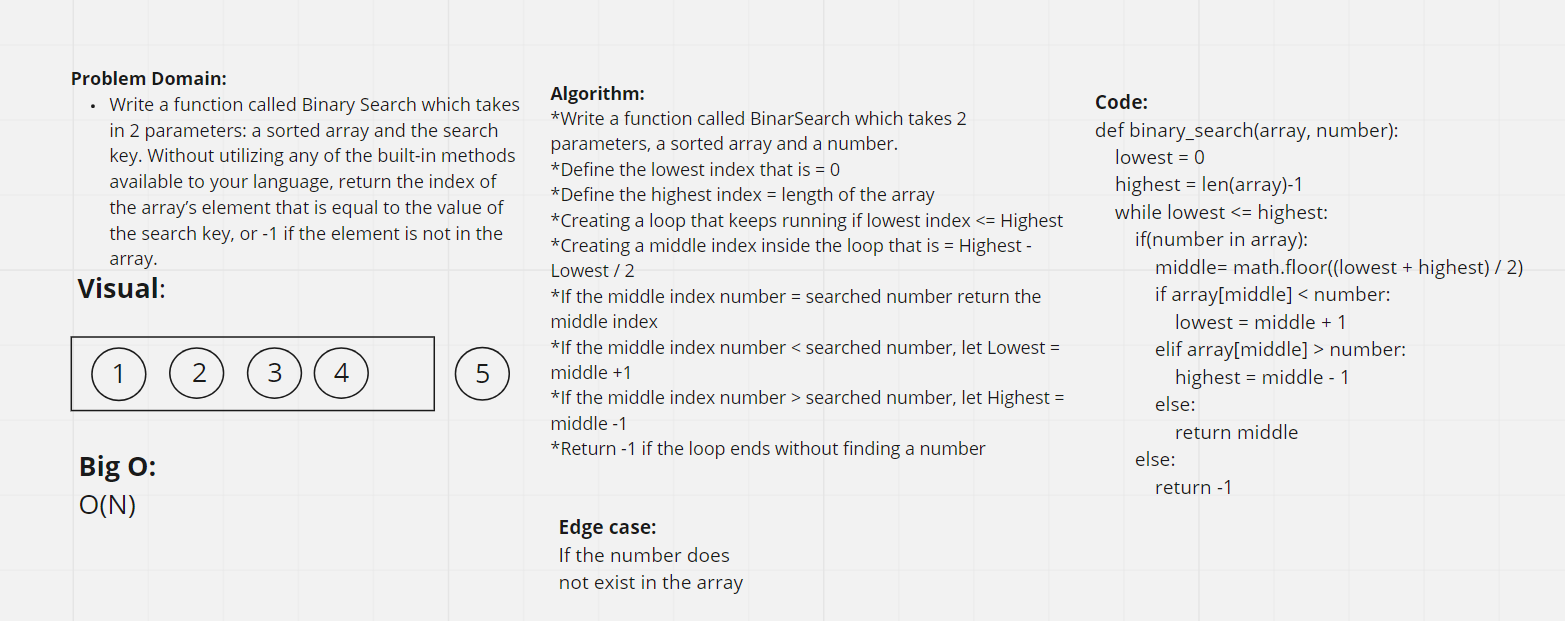 Problem Domain:
• Write a function called Binary Search which takes
in 2 parameters: a sorted array and the search
key. Without utilizing any of the built-in methods
available to your language, return the index of
the array’s element that is equal to the value of
the search key, or -1 if the element is not in the
array.
Visual:
1 2 3 4 5
Big O:
O(N)
Algorithm:
*Write a function called BinarSearch which takes 2
parameters, a sorted array and a number.
*Define the lowest index that is = 0
*Define the highest index = length of the array
*Creating a loop that keeps running if lowest index <= Highest
*Creating a middle index inside the loop that is = Highest -
Lowest / 2
*If the middle index number = searched number return the
middle index
*If the middle index number < searched number, let Lowest =
middle +1
*If the middle index number > searched number, let Highest =
middle -1
*Return -1 if the loop ends without finding a number
Edge case:
If the number does
not exist in the array
Code:
def binary_search(array, number):
lowest = 0
highest = len(array)-1
while lowest <= highest:
if(number in array):
middle= math.floor((lowest + highest) / 2)
if array[middle] < number:
lowest = middle + 1
elif array[middle] > number:
highest = middle - 1
else:
return middle
else:
return -1